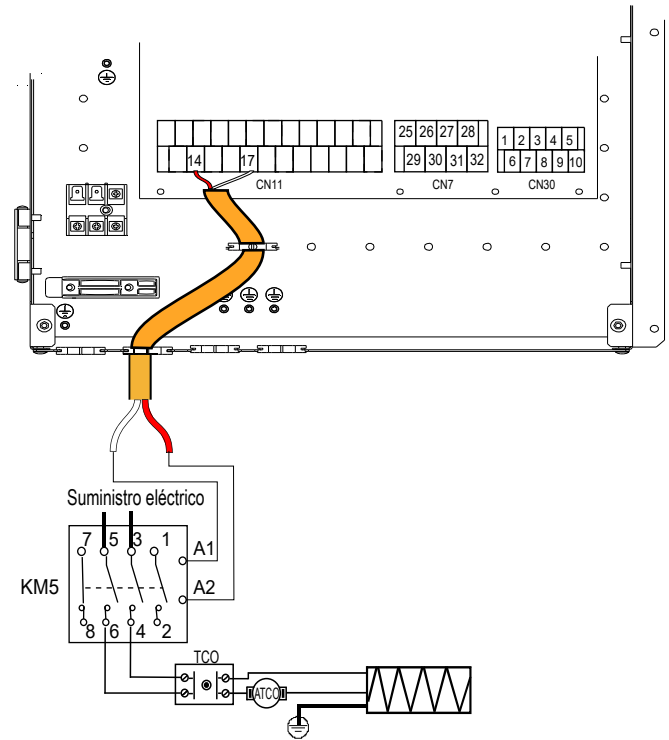 25 26 27 28
1 2 3 4 5
14 17
29 30 31 32
6 7 8 9 10
CN11
CN7
CN30
Suministro eléctrico
7 5 3 1
A1
KM5
A2
8 6 4 2
TCO
ATCO